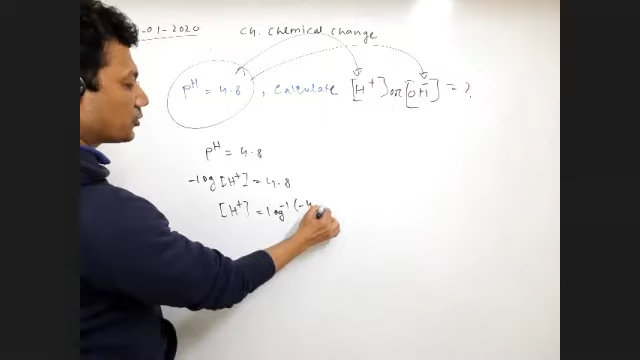 -01-2020 Ch. Chemical change
pH = 4.8, Calculate [H+] or [OH-] = ?
pH = 4.8
-log [H+] = 4.8
[H+] = log-1 (-4